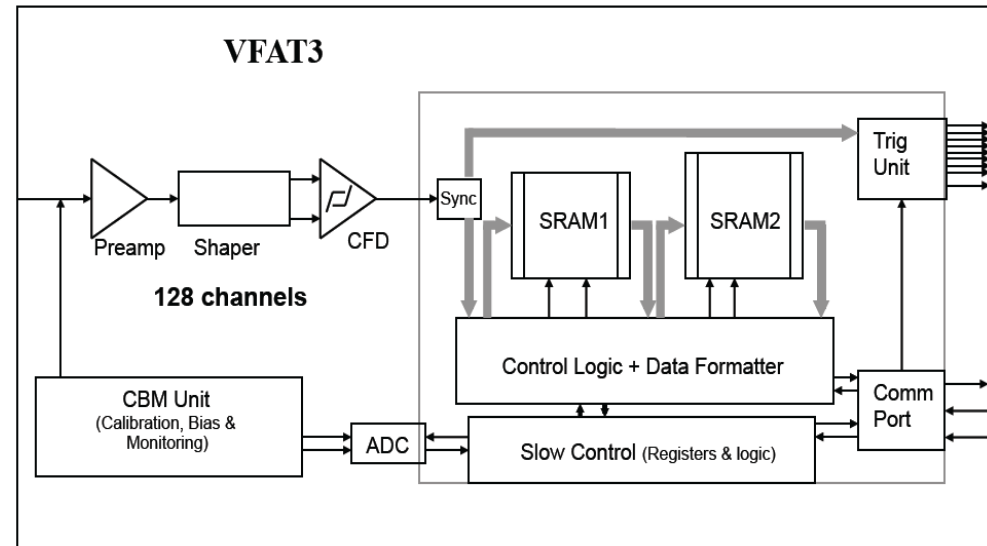 VFAT3
Trig
Unit
Sync
SRAM1
SRAM2
Preamp
Shaper
CFD
128 channels
Control Logic + Data Formatter
CBM Unit
(Calibration, Bias &
Monitoring)
ADC
Slow Control (Registers & logic)
Comm
Port